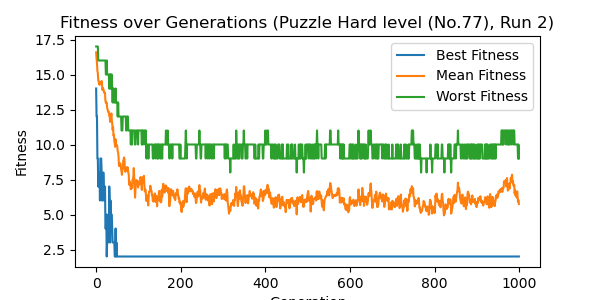 Fitness over Generations (Puzzle Hard level (No.77), Run 2)
17.5
15.0
12.5
10.0
7.5
5.0
2.5
Fitness
Best Fitness
Mean Fitness
Worst Fitness
0 200 400 600 800 1000
Generation